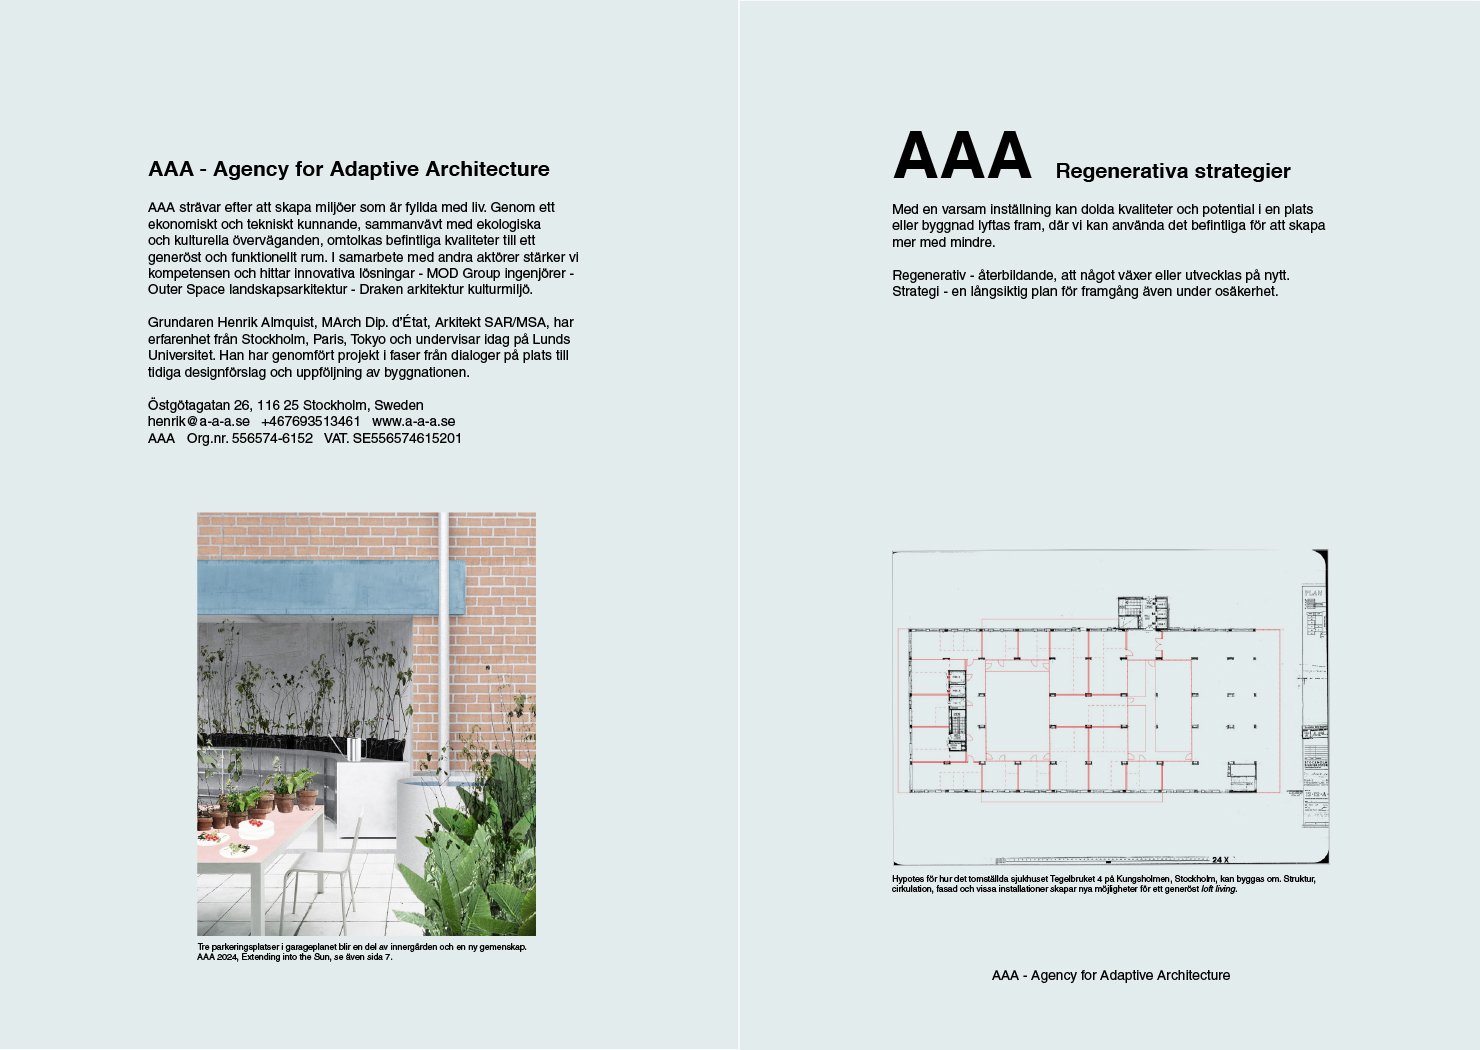 AAA - Agency for Adaptive Architecture
AAA strävar efter att skapa miljöer som är fyllda med liv. Genom ett
ekonomiskt och tekniskt kunnande, sammanvävt med ekologiska
och kulturella överväganden, omtolkas befintliga kvaliteter till ett
generöst och funktionellt rum. I samarbete med andra aktörer stärker vi
kompetensen och hittar innovativa lösningar - MOD Group ingenjörer -
Outer Space landskapsarkitektur - Draken arkitektur kulturmiljö.
Grundaren Henrik Almquist, MArch Dip. d’État, Arkitekt SAR/MSA, har
erfarenhet från Stockholm, Paris, Tokyo och undervisar idag på Lunds
Universitet. Han har genomfört projekt i faser från dialoger på plats till
tidiga designförslag och uppföljning av byggnationen.
Östgötagatan 26, 116 25 Stockholm, Sweden
henrik@a-a-a.se +467693513461 www.a-a-a.se
AAA Org.nr. 556574-6152 VAT. SE556574615201
Tre parkeringsplatser i garageplanet blir en del av innergården och en ny gemenskap.
AAA 2024, Extending into the Sun, se även sida 7.
AAA Regenerativa strategier
Med en varsam inställning kan dolda kvaliteter och potential i en plats
eller byggnad lyftas fram, där vi kan använda det befintliga för att skapa
mer med mindre.
Regenerativ - återbildande, att något växer eller utvecklas på nytt.
Strategi - en långsiktig plan för framgång även under osäkerhet.
PLAN
24 X
Hypotes för hur det tomställda sjukhuset Tegelbruket 4 på Kungsholmen, Stockholm, kan byggas om. Struktur,
cirkulation, fasad och vissa installationer skapar nya möjligheter för ett generöst loft living.
AAA - Agency for Adaptive Architecture